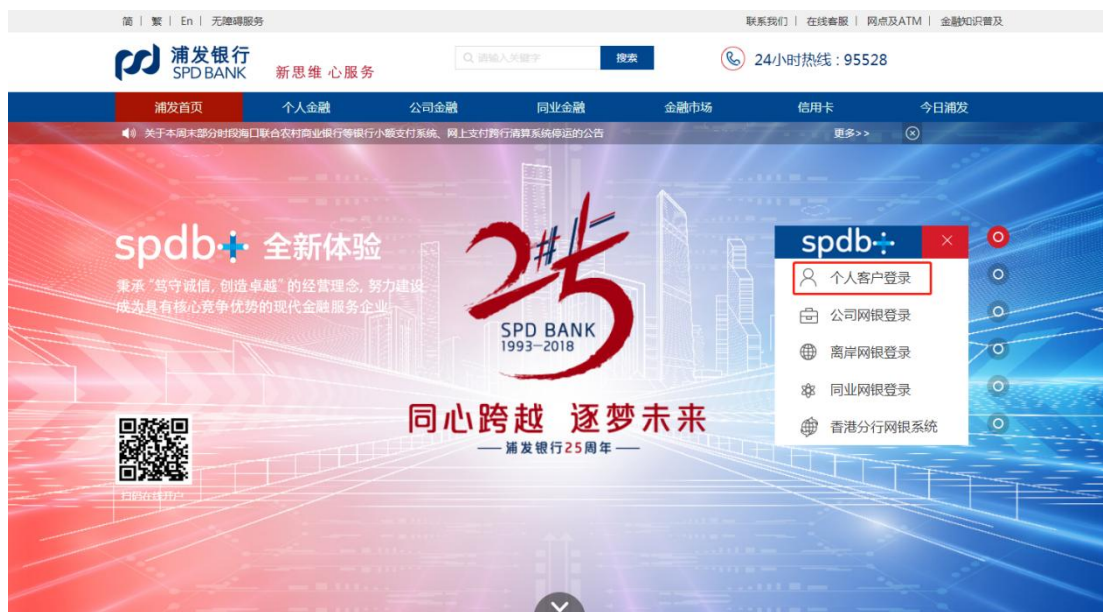 简 | 繁 | En | 无障碍服务
联系我们 | 在线客服 | 网点及ATM | 金融知识普及
浦发银行
SPD BANK
新思维 心服务
请输入关键字
搜索
24小时热线：95528
浦发首页 个人金融 公司金融 同业金融 金融市场 信用卡 今日浦发
关于本周末部分时段海口联合农村商业银行等银行小额支付系统、网上支付跨行清算系统停运的公告
更多>>
spdb+ 全新体验
秉承“笃守诚信, 创造卓越”的经营理念, 努力建设
成为具有核心竞争优势的现代金融服务企业
25
SPD BANK
1993—2018
同心跨越 逐梦未来
—浦发银行25周年—
扫码在线开户
spdb+
个人客户登录
公司网银登录
离岸网银登录
同业网银登录
香港分行网银系统